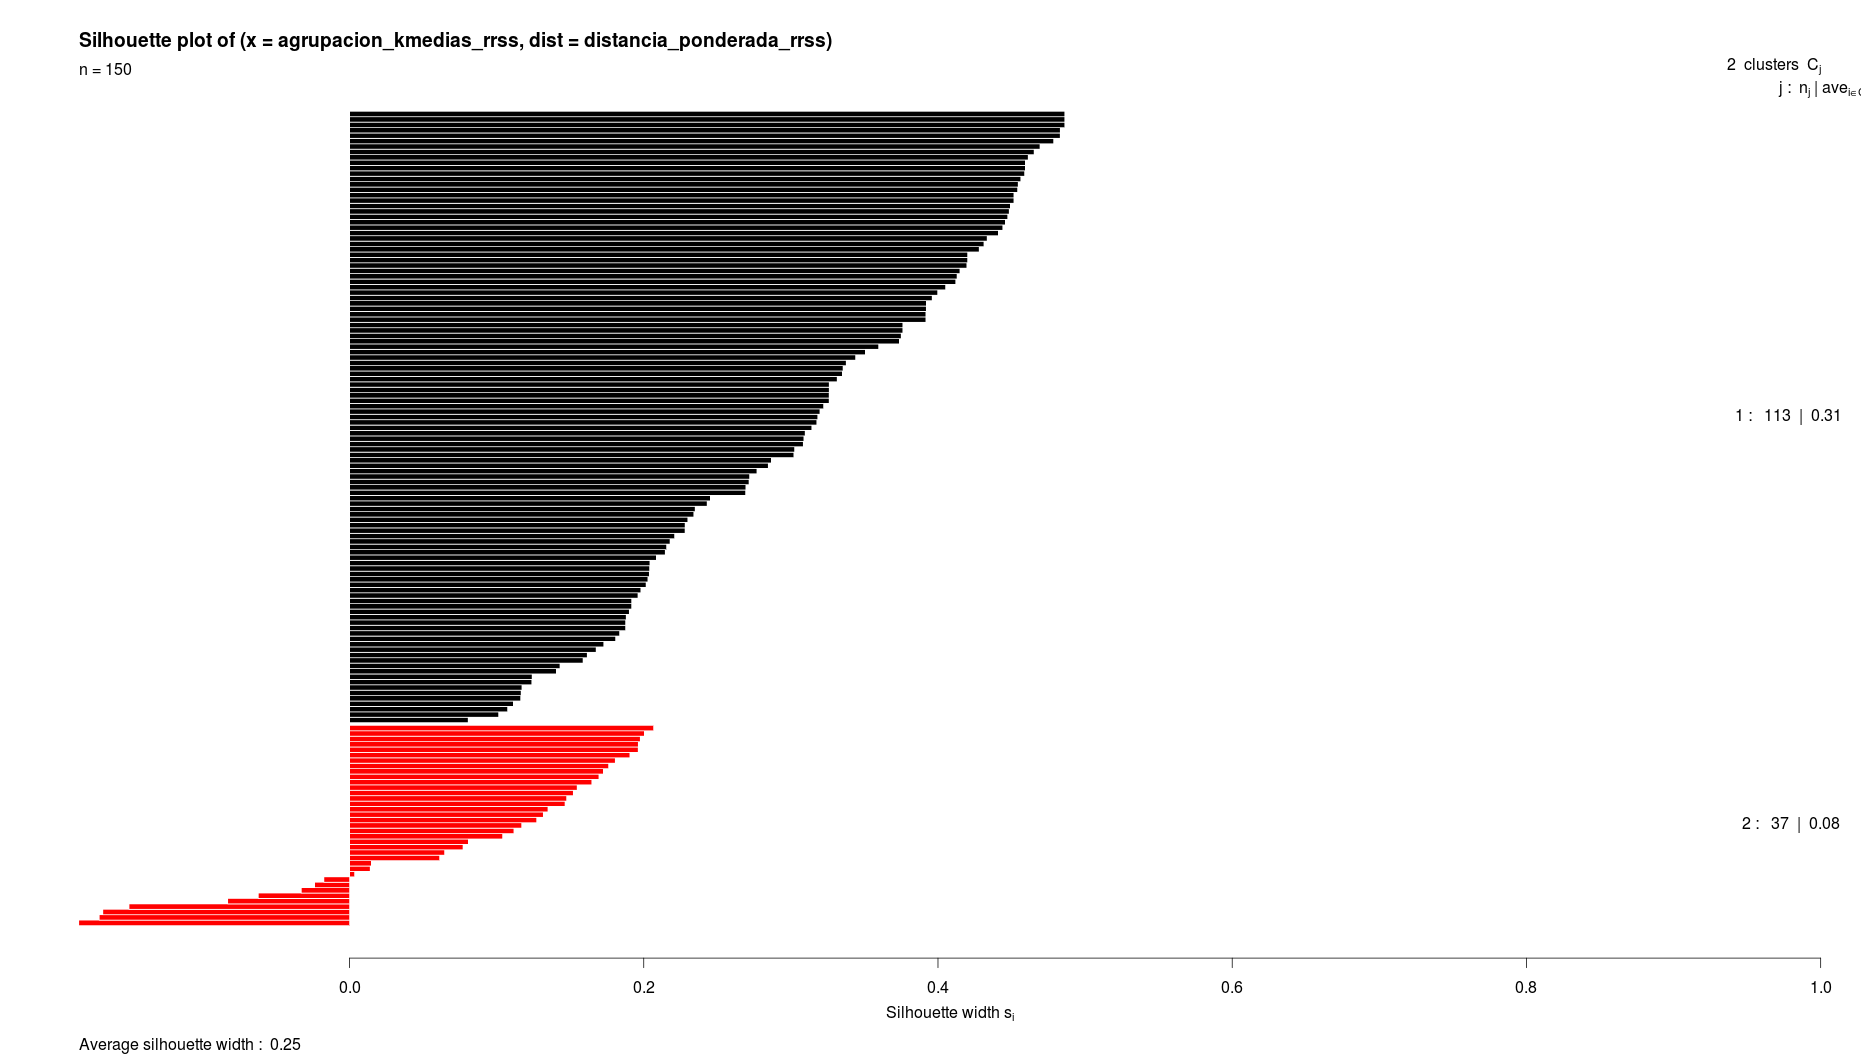 Silhouette plot of (x = agrupacion_kmedias_rrss, dist = distancia_ponderada_rrss)
n = 150
2 clusters Cj
j : nj | avei∈C
1 : 113 | 0.31
2 : 37 | 0.08
0.0 0.2 0.4 0.6 0.8 1.0
Silhouette width si
Average silhouette width : 0.25